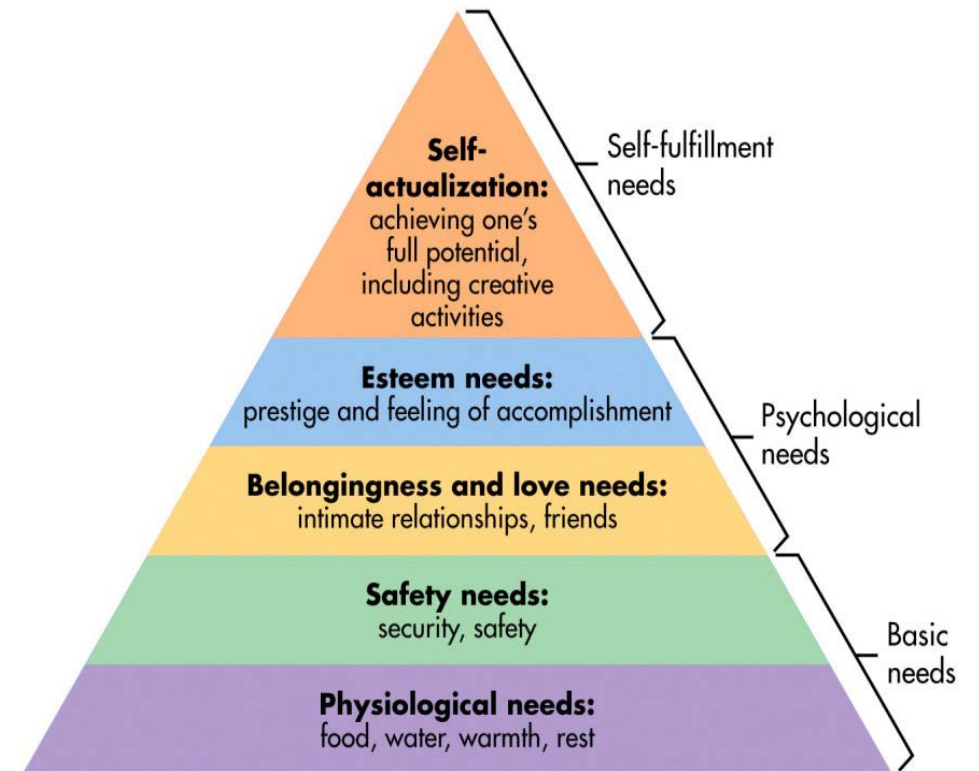 Self-
actualization:
achieving one's
full potential,
including creative
activities
Self-fulfillment
needs
Esteem needs:
prestige and feeling of accomplishment
Psychological
needs
Belongingness and love needs:
intimate relationships, friends
Safety needs:
security, safety
Basic
needs
Physiological needs:
food, water, warmth, rest